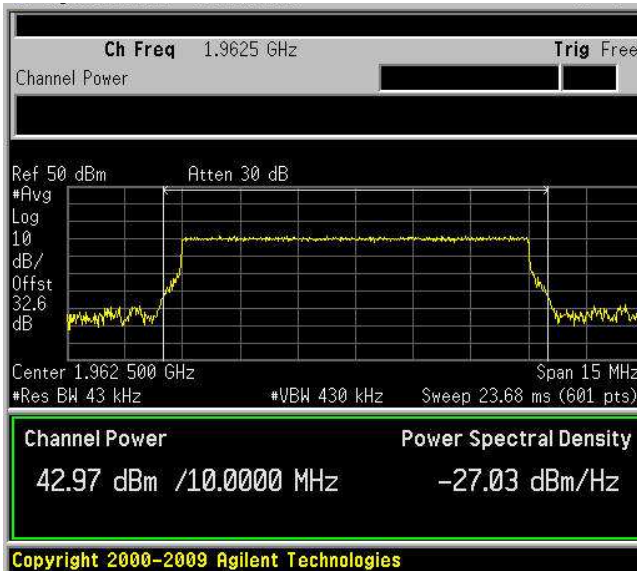 Ch Freq 1.9625 GHz Trig Free
Channel Power
Ref 50 dBm Atten 30 dB
#Avg
Log
10
dB/
Offst
32.6
dB
Center 1.962 500 GHz Span 15 MHz
#Res BW 43 kHz #VBW 430 kHz Sweep 23.68 ms (601 pts)
Channel Power Power Spectral Density
42.97 dBm /10.0000 MHz -27.03 dBm/Hz
Copyright 2000-2009 Agilent Technologies